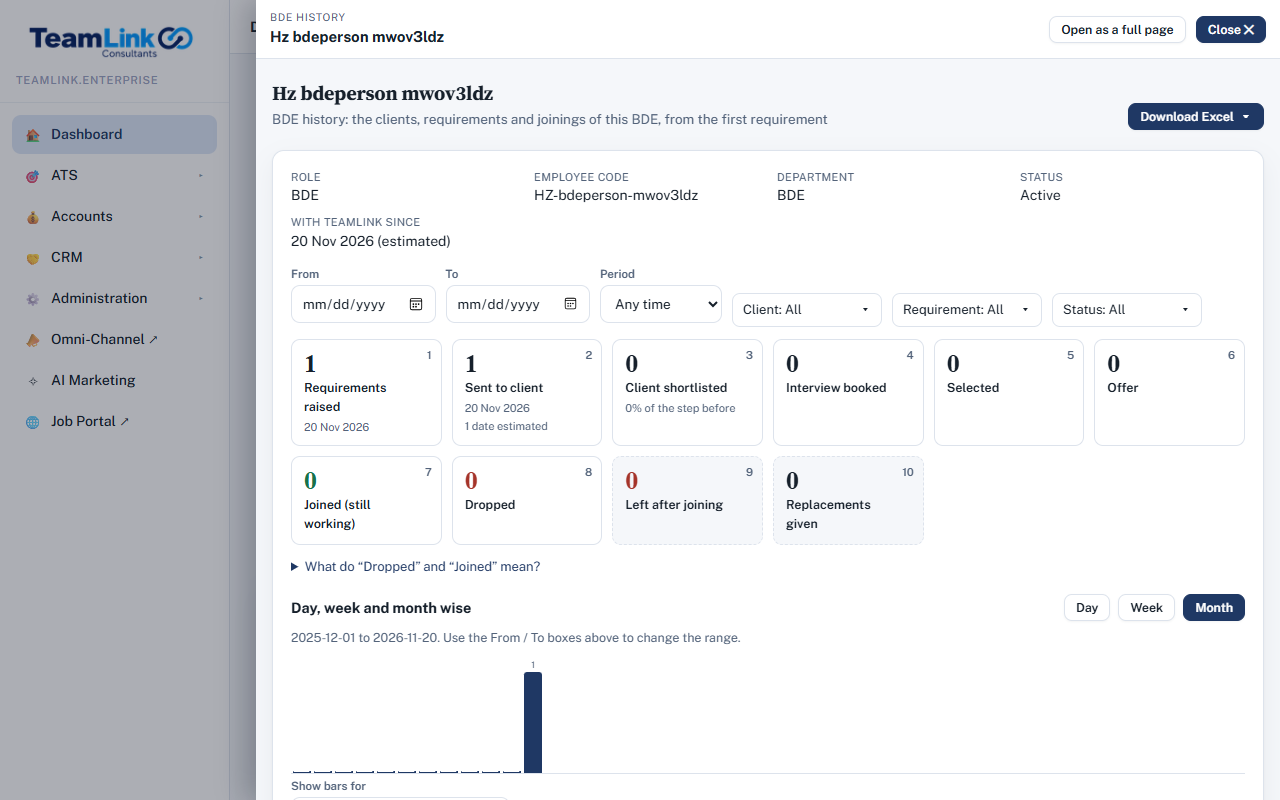 TeamLink
Consultants
TEAMLINK.ENTERPRISE
Dashboard
ATS
Accounts
CRM
Administration
Omni-Channel ↗
AI Marketing
Job Portal ↗
D
BDE HISTORY
Hz bdeperson mwov3ldz
Open as a full page
Close ✕
Hz bdeperson mwov3ldz
BDE history: the clients, requirements and joinings of this BDE, from the first requirement
Download Excel
ROLE
BDE
EMPLOYEE CODE
HZ-bdeperson-mwov3ldz
DEPARTMENT
BDE
STATUS
Active
WITH TEAMLINK SINCE
20 Nov 2026 (estimated)
From
mm/dd/yyyy
To
mm/dd/yyyy
Period
Any time
Client: All
Requirement: All
Status: All
1 1
Requirements
raised
20 Nov 2026
1 2
Sent to client
20 Nov 2026
1 date estimated
0 3
Client shortlisted
0% of the step before
0 4
Interview booked
0 5
Selected
0 6
Offer
0 7
Joined (still
working)
0 8
Dropped
0 9
Left after joining
0 10
Replacements
given
What do “Dropped” and “Joined” mean?
Day, week and month wise
Day
Week
Month
2025-12-01 to 2026-11-20. Use the From / To boxes above to change the range.
1
Show bars for